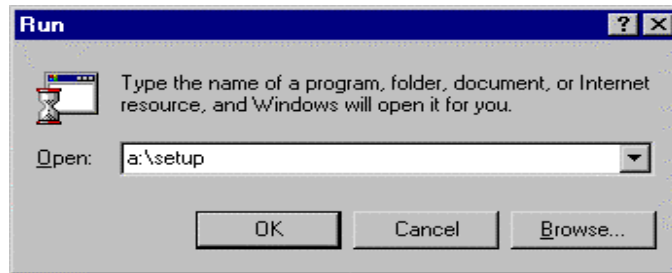 Run
Type the name of a program, folder, document, or Internet
resource, and Windows will open it for you.
Open: a:\setup
OK Cancel Browse...